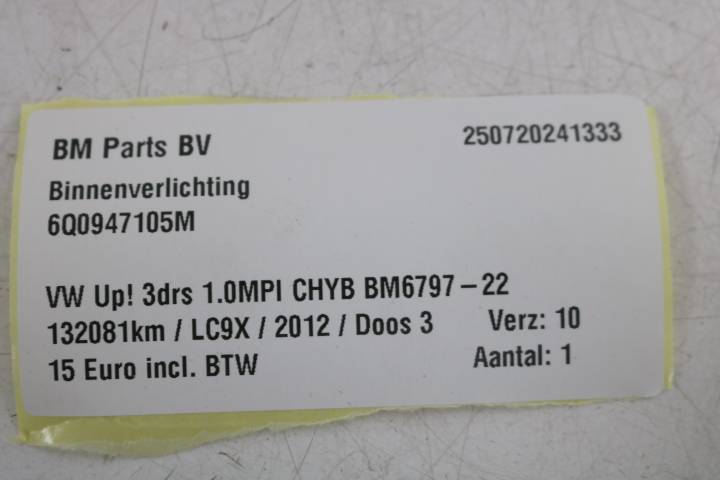 BM Parts BV 250720241333
Binnenverlichting
6Q0947105M
VW Up! 3drs 1.0MPI CHYB BM6797-22
132081km / LC9X / 2012 / Doos 3 Verz: 10
15 Euro incl. BTW Aantal: 1